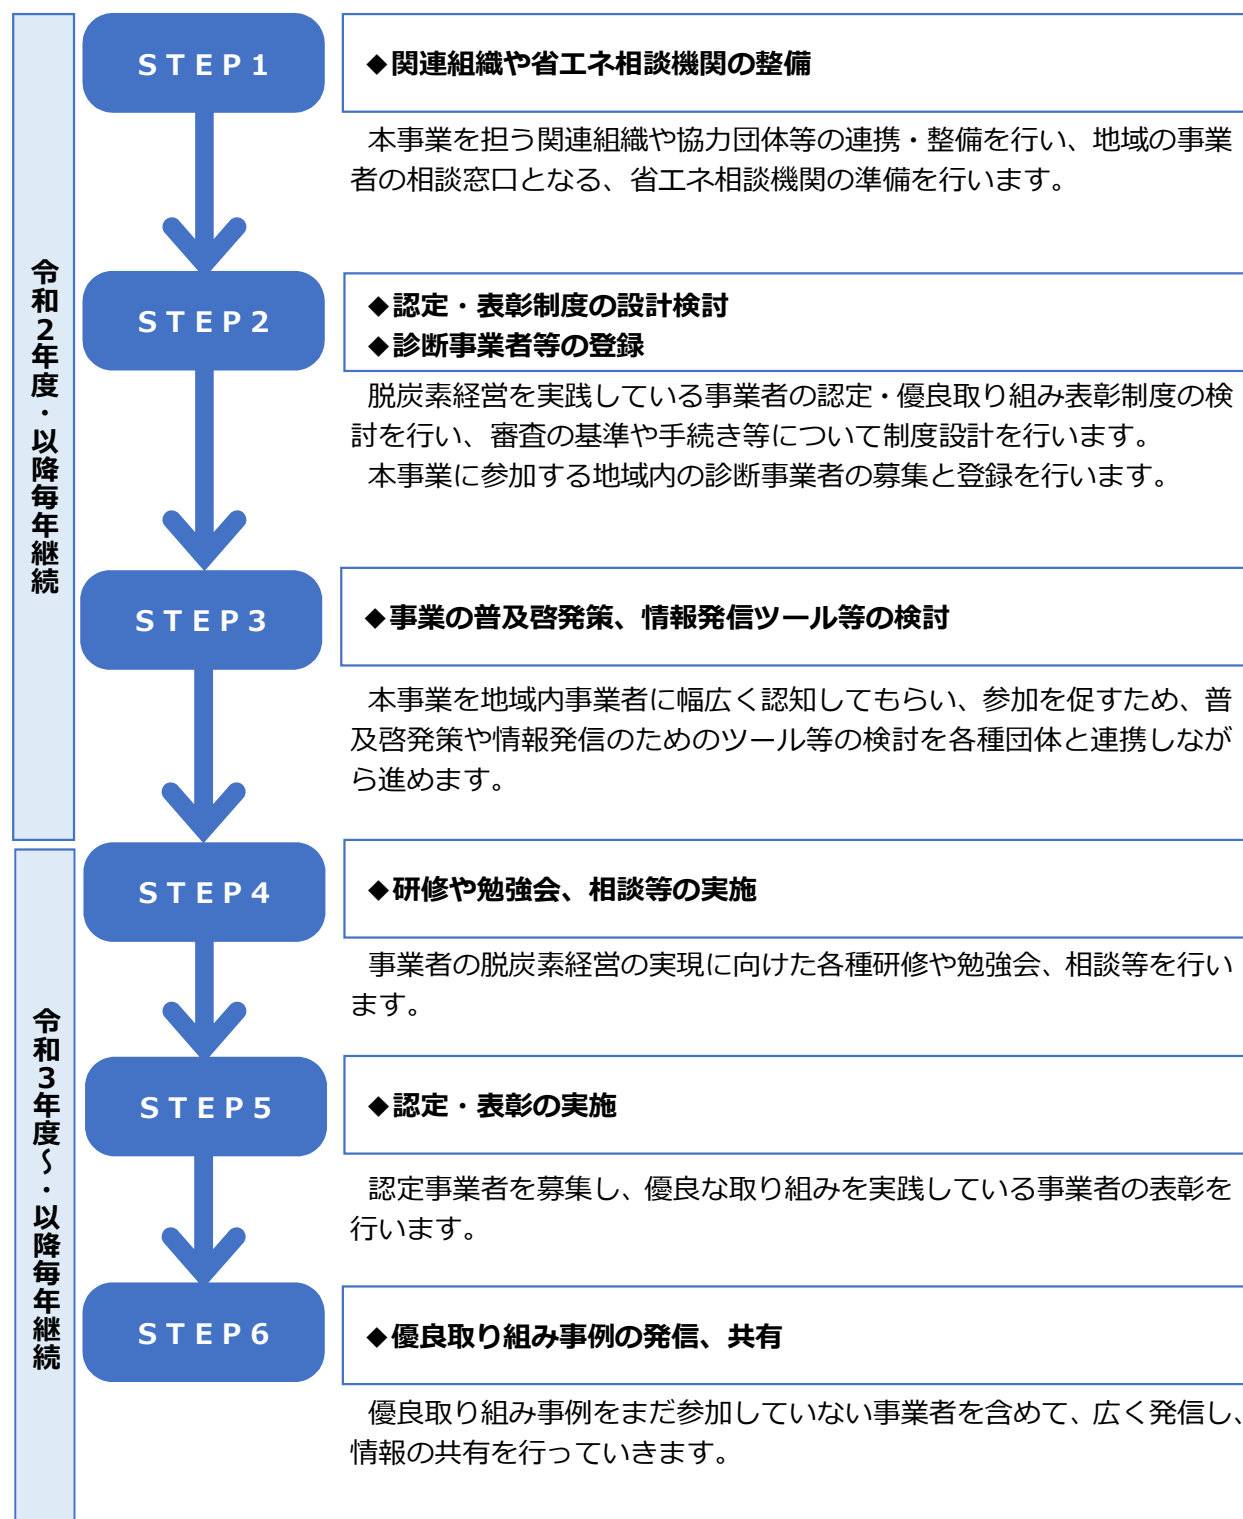 令和2年度・以降毎年継続
STEP1
◆関連組織や省エネ相談機関の整備
本事業を担う関連組織や協力団体等の連携・整備を行い、地域の事業
者の相談窓口となる、省エネ相談機関の準備を行います。
STEP2
◆認定・表彰制度の設計検討
◆診断事業者等の登録
脱炭素経営を実践している事業者の認定・優良取り組み表彰制度の検
討を行い、審査の基準や手続き等について制度設計を行います。
本事業に参加する地域内の診断事業者の募集と登録を行います。
STEP3
◆事業の普及啓発策、情報発信ツール等の検討
本事業を地域内事業者に幅広く認知してもらい、参加を促すため、普
及啓発策や情報発信のためのツール等の検討を各種団体と連携しなが
ら進めます。
令和3年度～・以降毎年継続
STEP4
◆研修や勉強会、相談等の実施
事業者の脱炭素経営の実現に向けた各種研修や勉強会、相談等を行い
ます。
STEP5
◆認定・表彰の実施
認定事業者を募集し、優良な取り組みを実践している事業者の表彰を
行います。
STEP6
◆優良取り組み事例の発信、共有
優良取り組み事例をまだ参加していない事業者を含めて、広く発信し、
情報の共有を行っていきます。